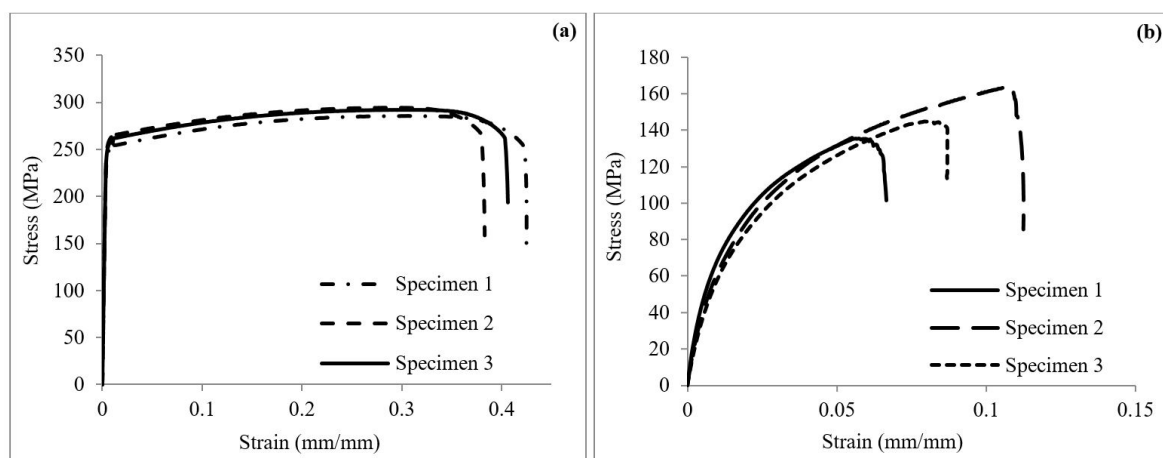 (a)
350
300
250
200
150
100
50
0
Stress (MPa)
0 0.1 0.2 0.3 0.4
Strain (mm/mm)
Specimen 1
Specimen 2
Specimen 3
(b)
180
160
140
120
100
80
60
40
20
0
Stress (MPa)
0 0.05 0.1 0.15
Strain (mm/mm)
Specimen 1
Specimen 2
Specimen 3